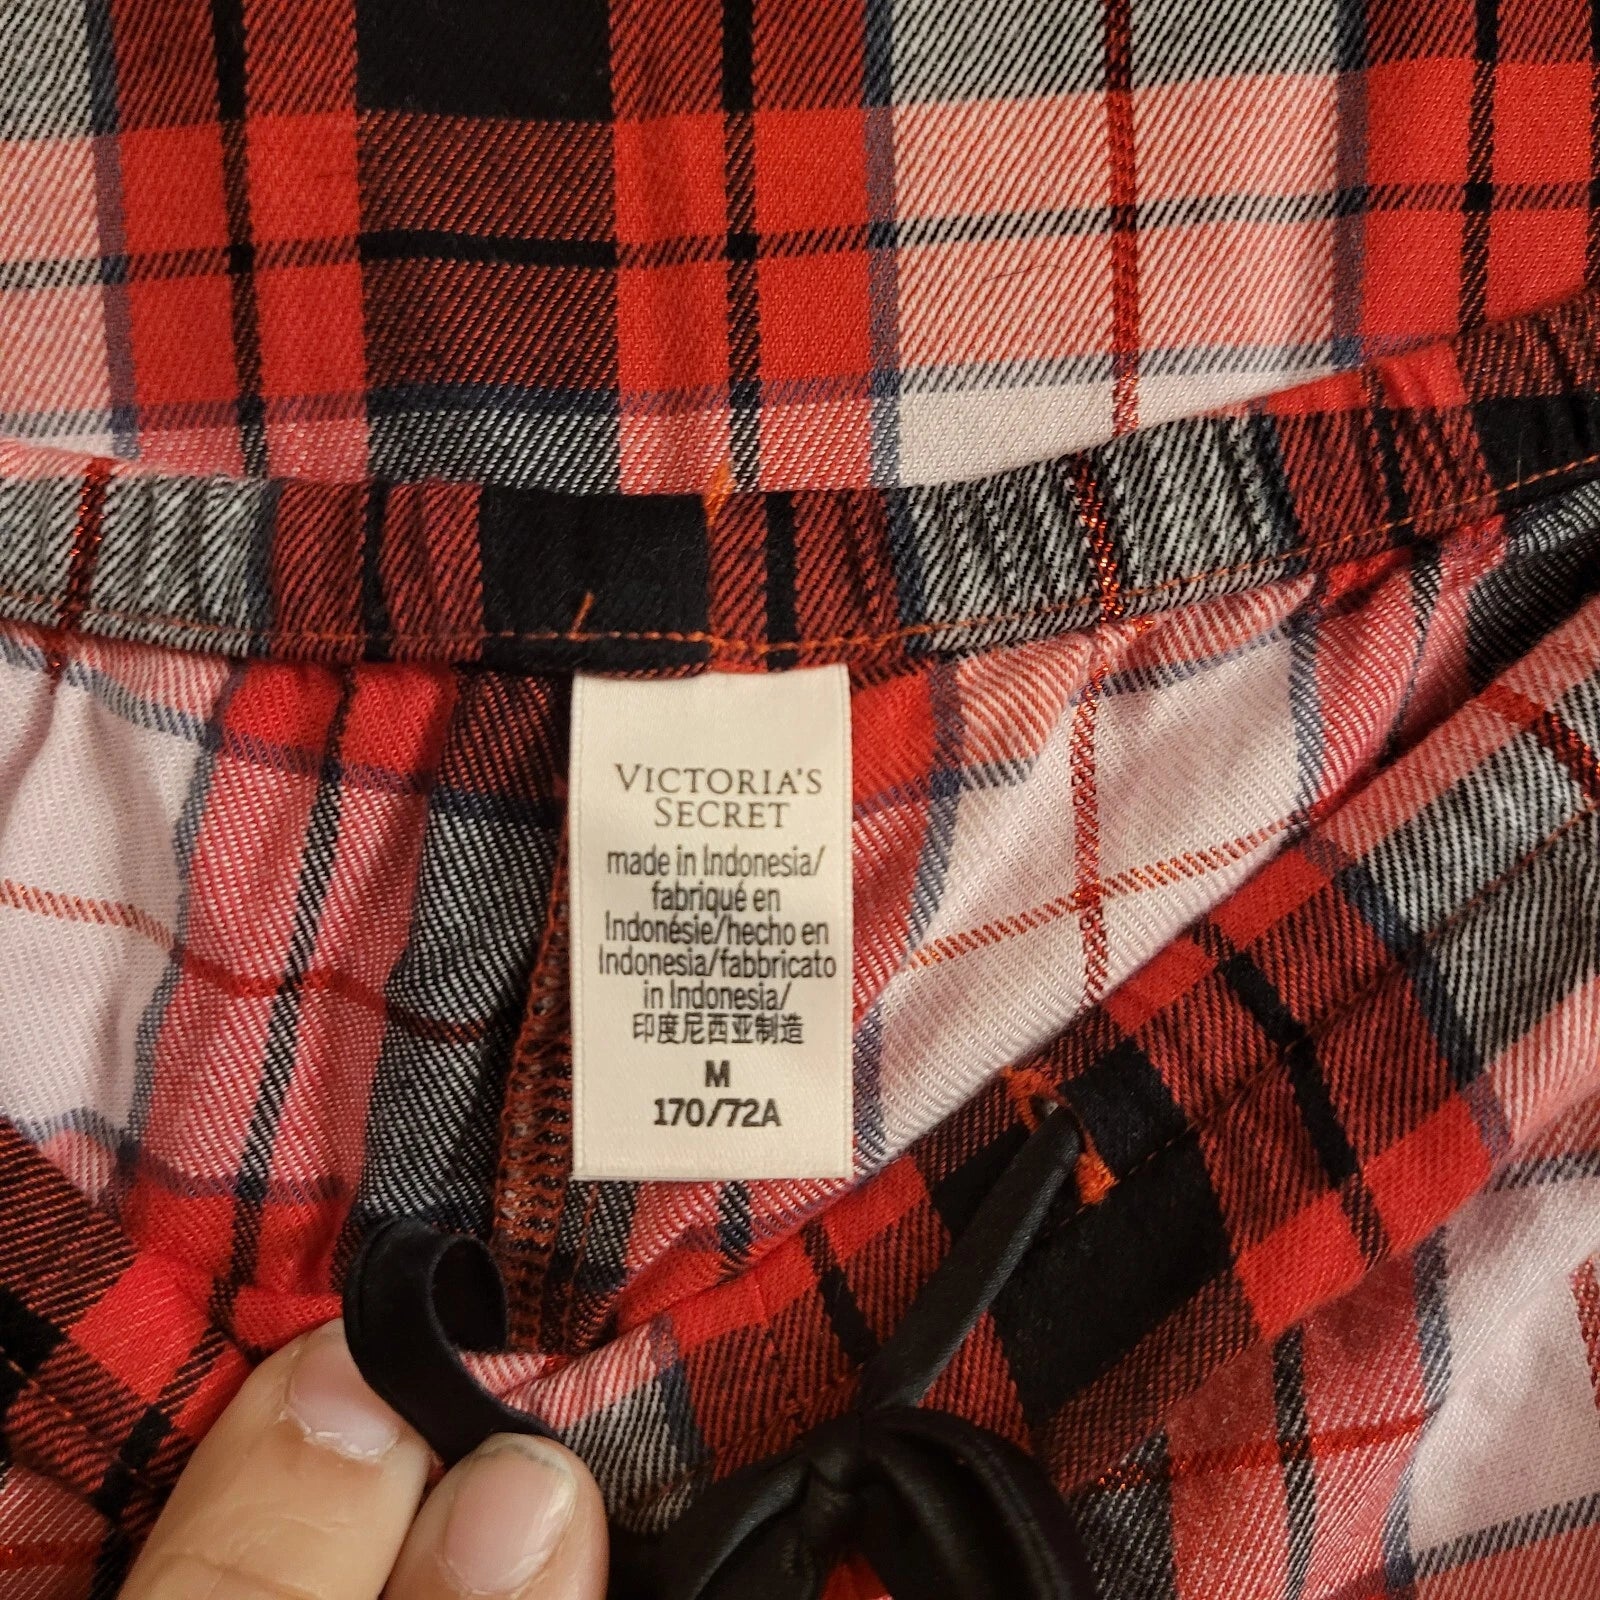 VICTORIA'S
SECRET
made in Indonesia/
fabriqué en
Indonésie/hecho en
Indonesia/fabbricato
in Indonesia/
印度尼西亚制造
M
170/72A